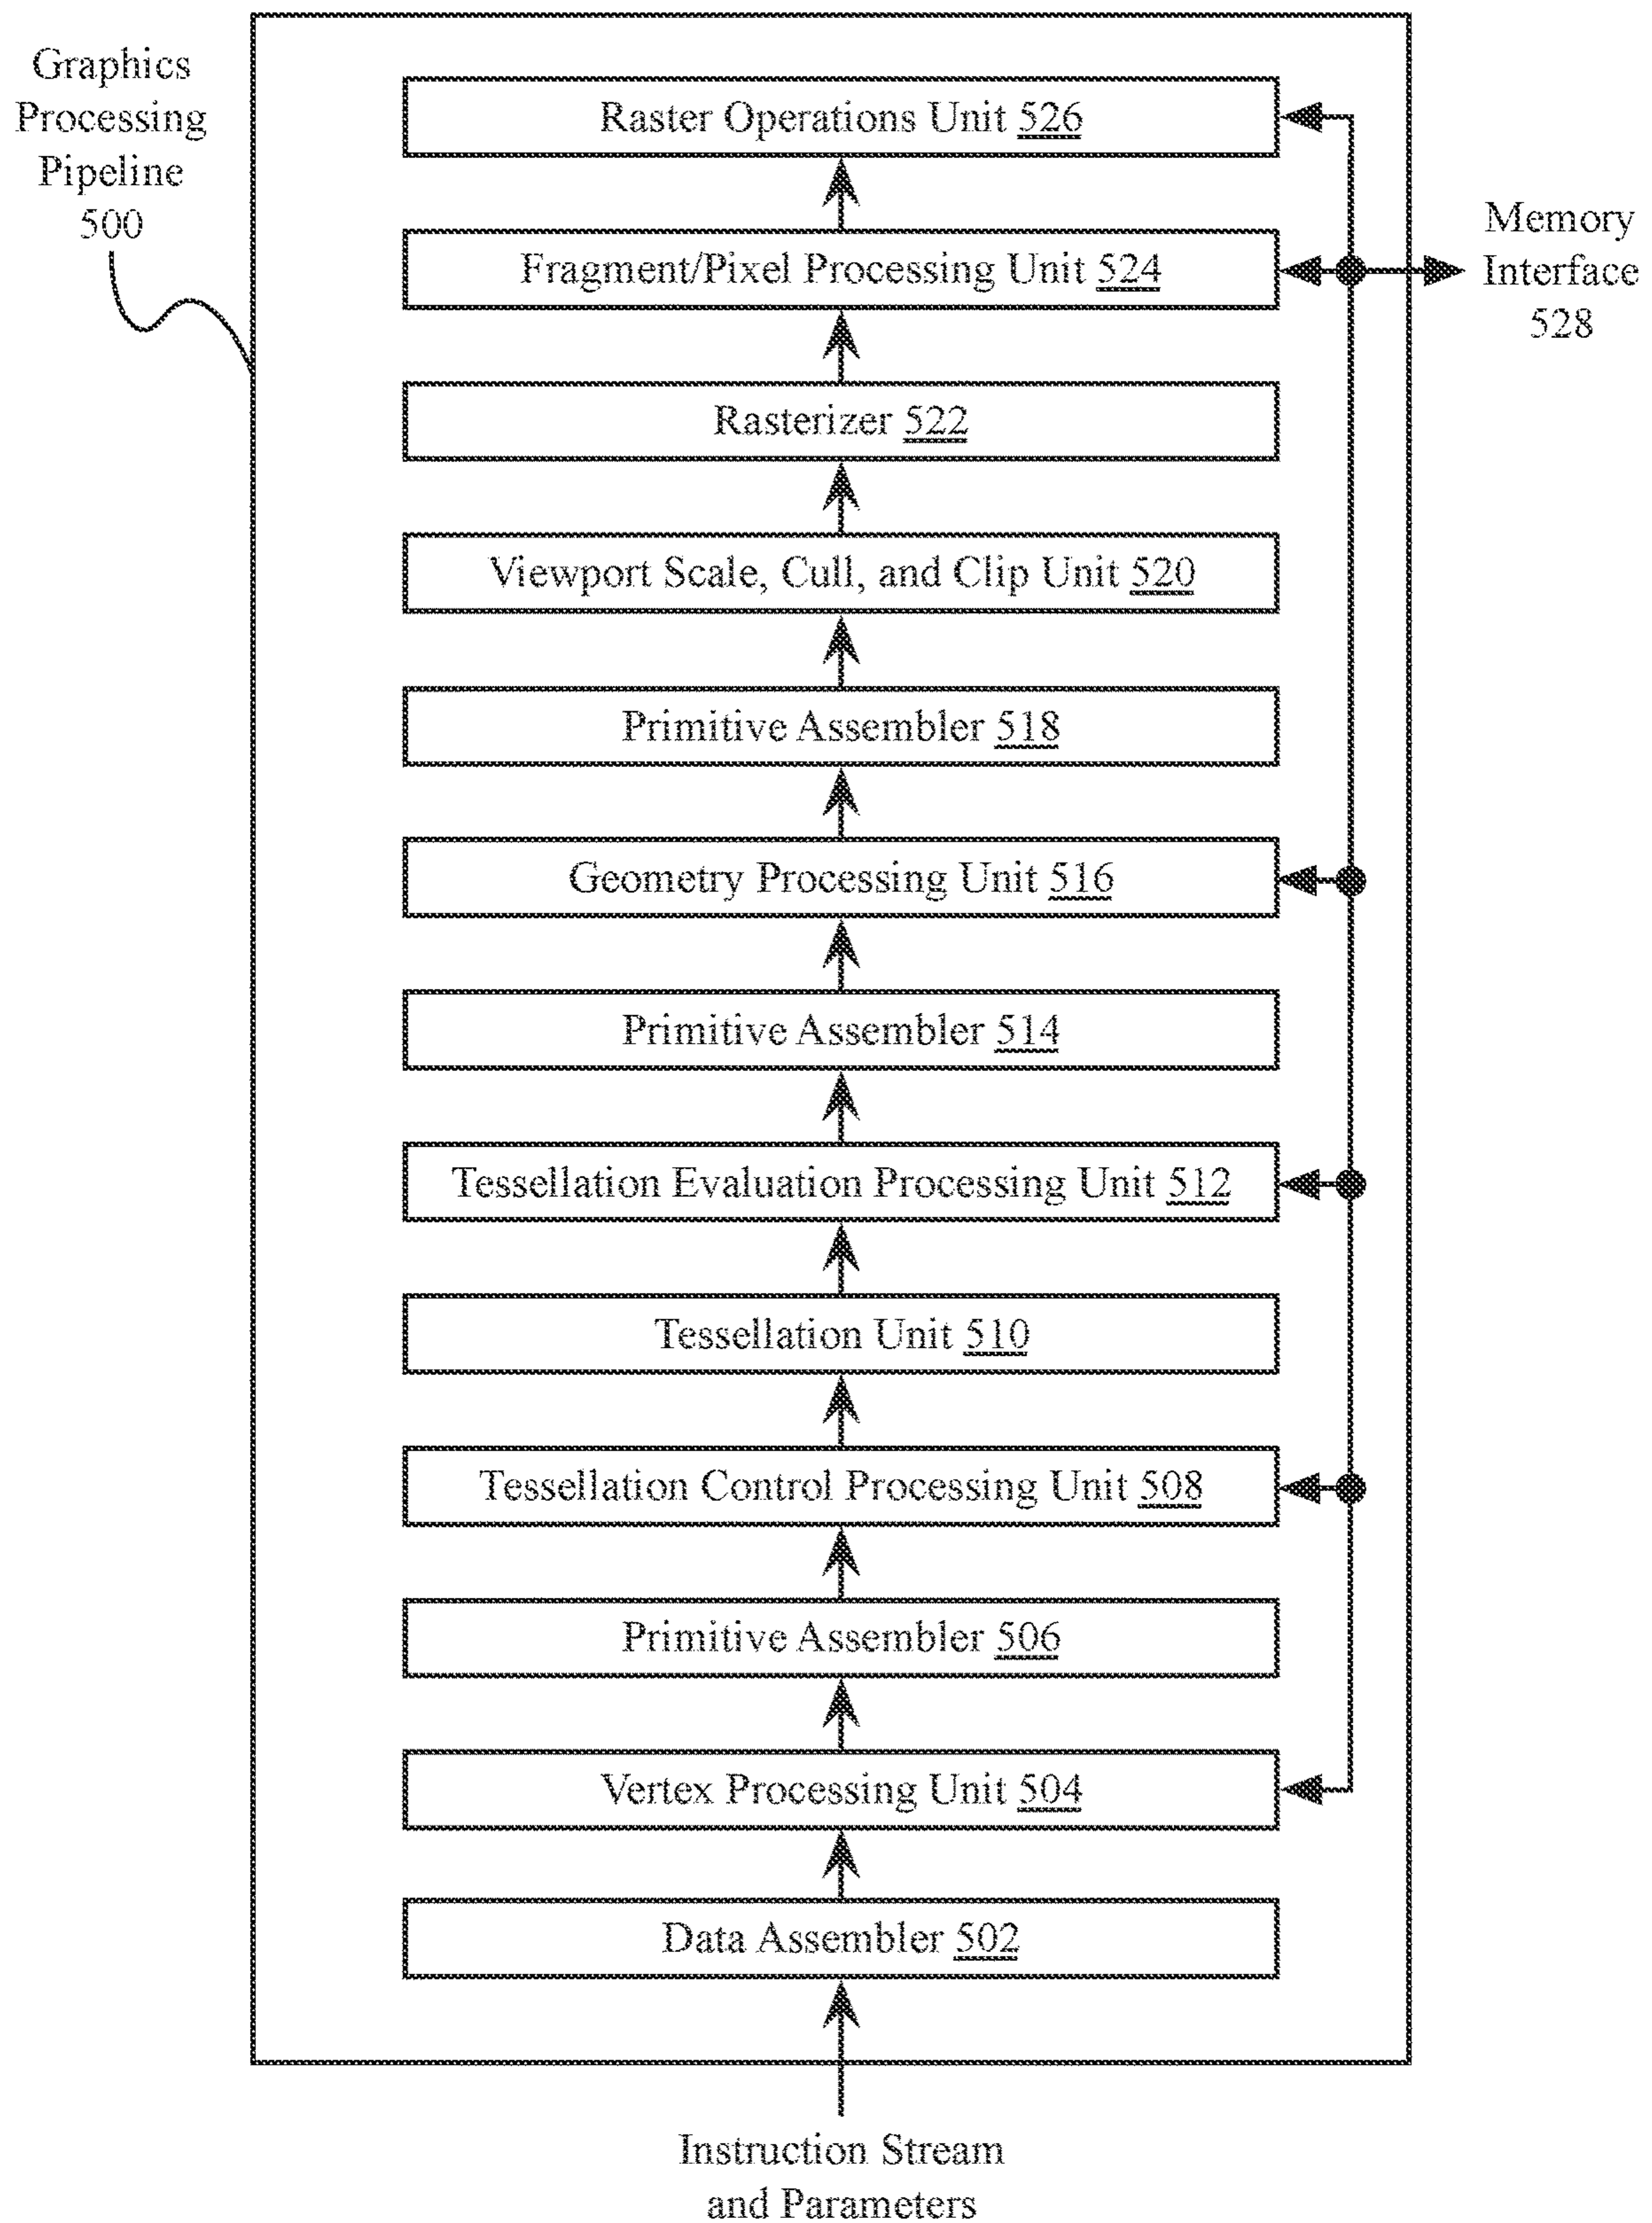 Graphics
Processing
Pipeline
500
Raster Operations Unit 526
Memory
Interface
528
Fragment/Pixel Processing Unit 524
Rasterizer 522
Viewport Scale, Cull, and Clip Unit 520
Primitive Assembler 518
Geometry Processing Unit 516
Primitive Assembler 514
Tessellation Evaluation Processing Unit 512
Tessellation Unit 510
Tessellation Control Processing Unit 508
Primitive Assembler 506
Vertex Processing Unit 504
Data Assembler 502
Instruction Stream
and Parameters